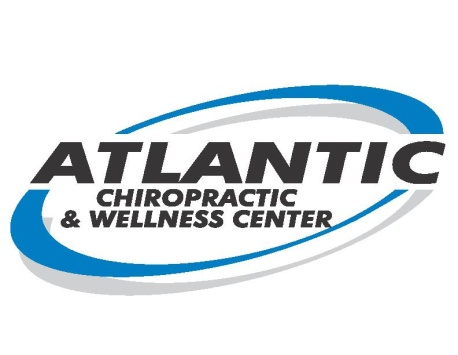 ATLANTIC
CHIROPRACTIC
& WELLNESS CENTER